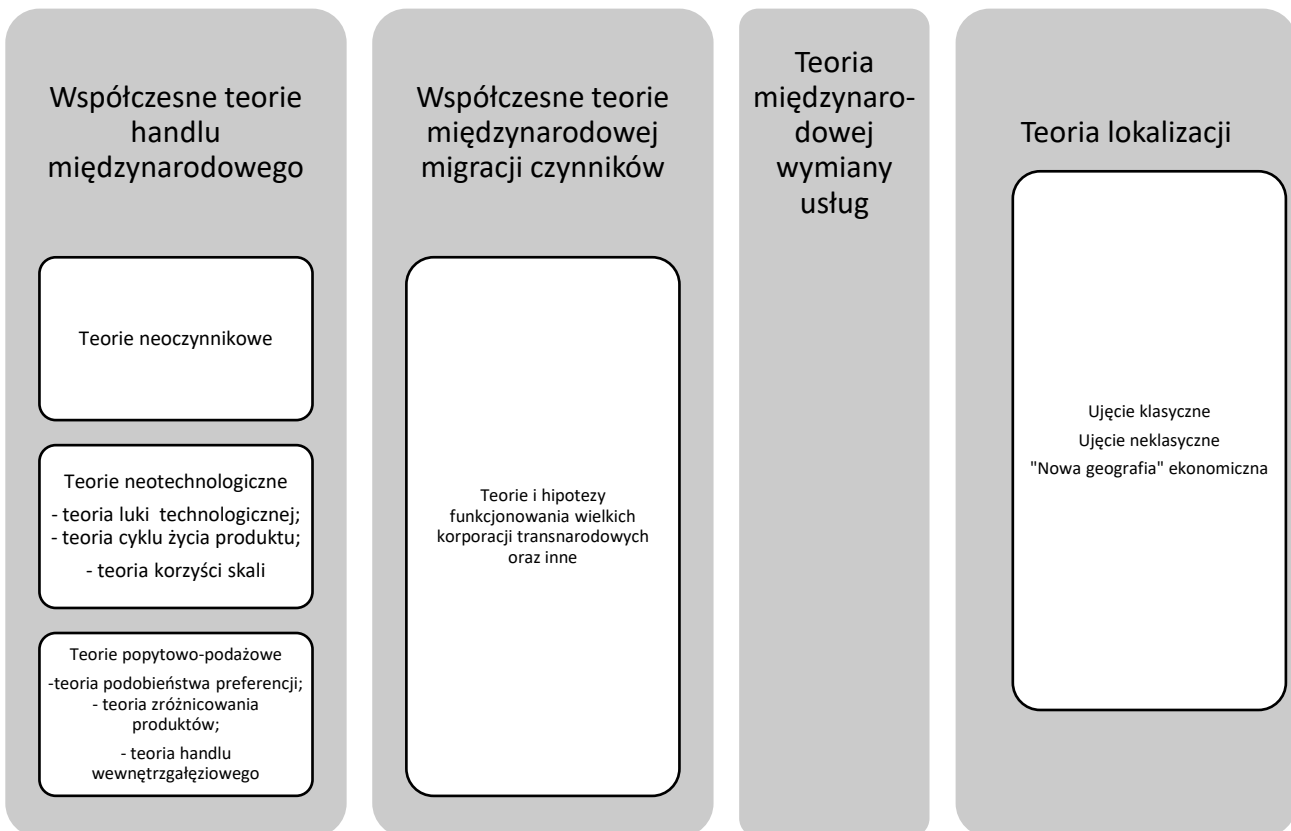 Współczesne teorie
handlu
międzynarodowego
Teorie neoczynnikowe
Teorie neotechnologiczne
- teoria luki technologicznej;
- teoria cyklu życia produktu;
- teoria korzyści skali
Teorie popytowo-podażowe
-teoria podobieństwa preferencji;
- teoria zróżnicowania
produktów;
- teoria handlu
wewnętrzgałęziowego
Współczesne teorie
międzynarodowej
migracji czynników
Teorie i hipotezy
funkcjonowania wielkich
korporacji transnarodowych
oraz inne
Teoria
międzynaro-
dowej
wymiany
usług
Teoria lokalizacji
Ujęcie klasyczne
Ujęcie neklasyczne
"Nowa geografia" ekonomiczna